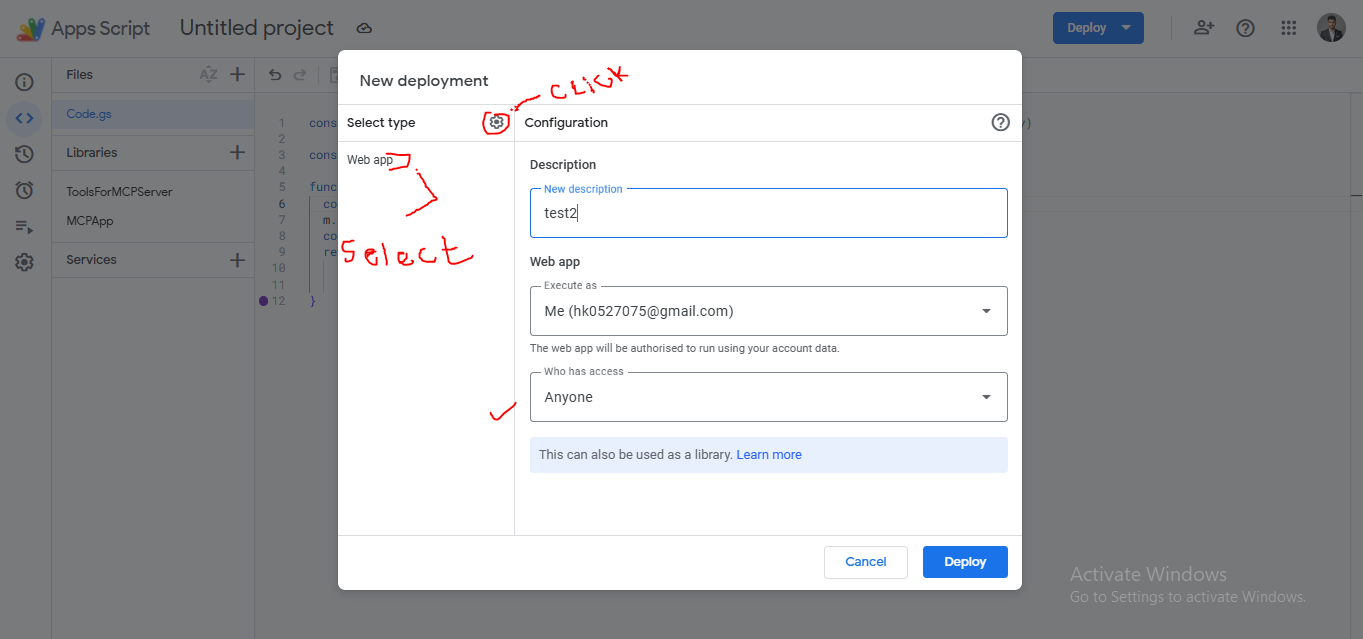 Apps Script
Untitled project
Deploy
Files
AZ
Code.gs
Libraries
ToolsForMCPServer
MCPApp
Services
1 cons
2
3 cons
4
5 func
6 co
7 m.
8 co
9 re
10
11
12 }
)
New deployment
CLICK
Select type
Configuration
Web app
Select
Description
New description
test2
Web app
Execute as
Me (hk0527075@gmail.com)
The web app will be authorised to run using your account data.
Who has access
Anyone
This can also be used as a library. Learn more
Cancel
Deploy
Activate Windows
Go to Settings to activate Windows.